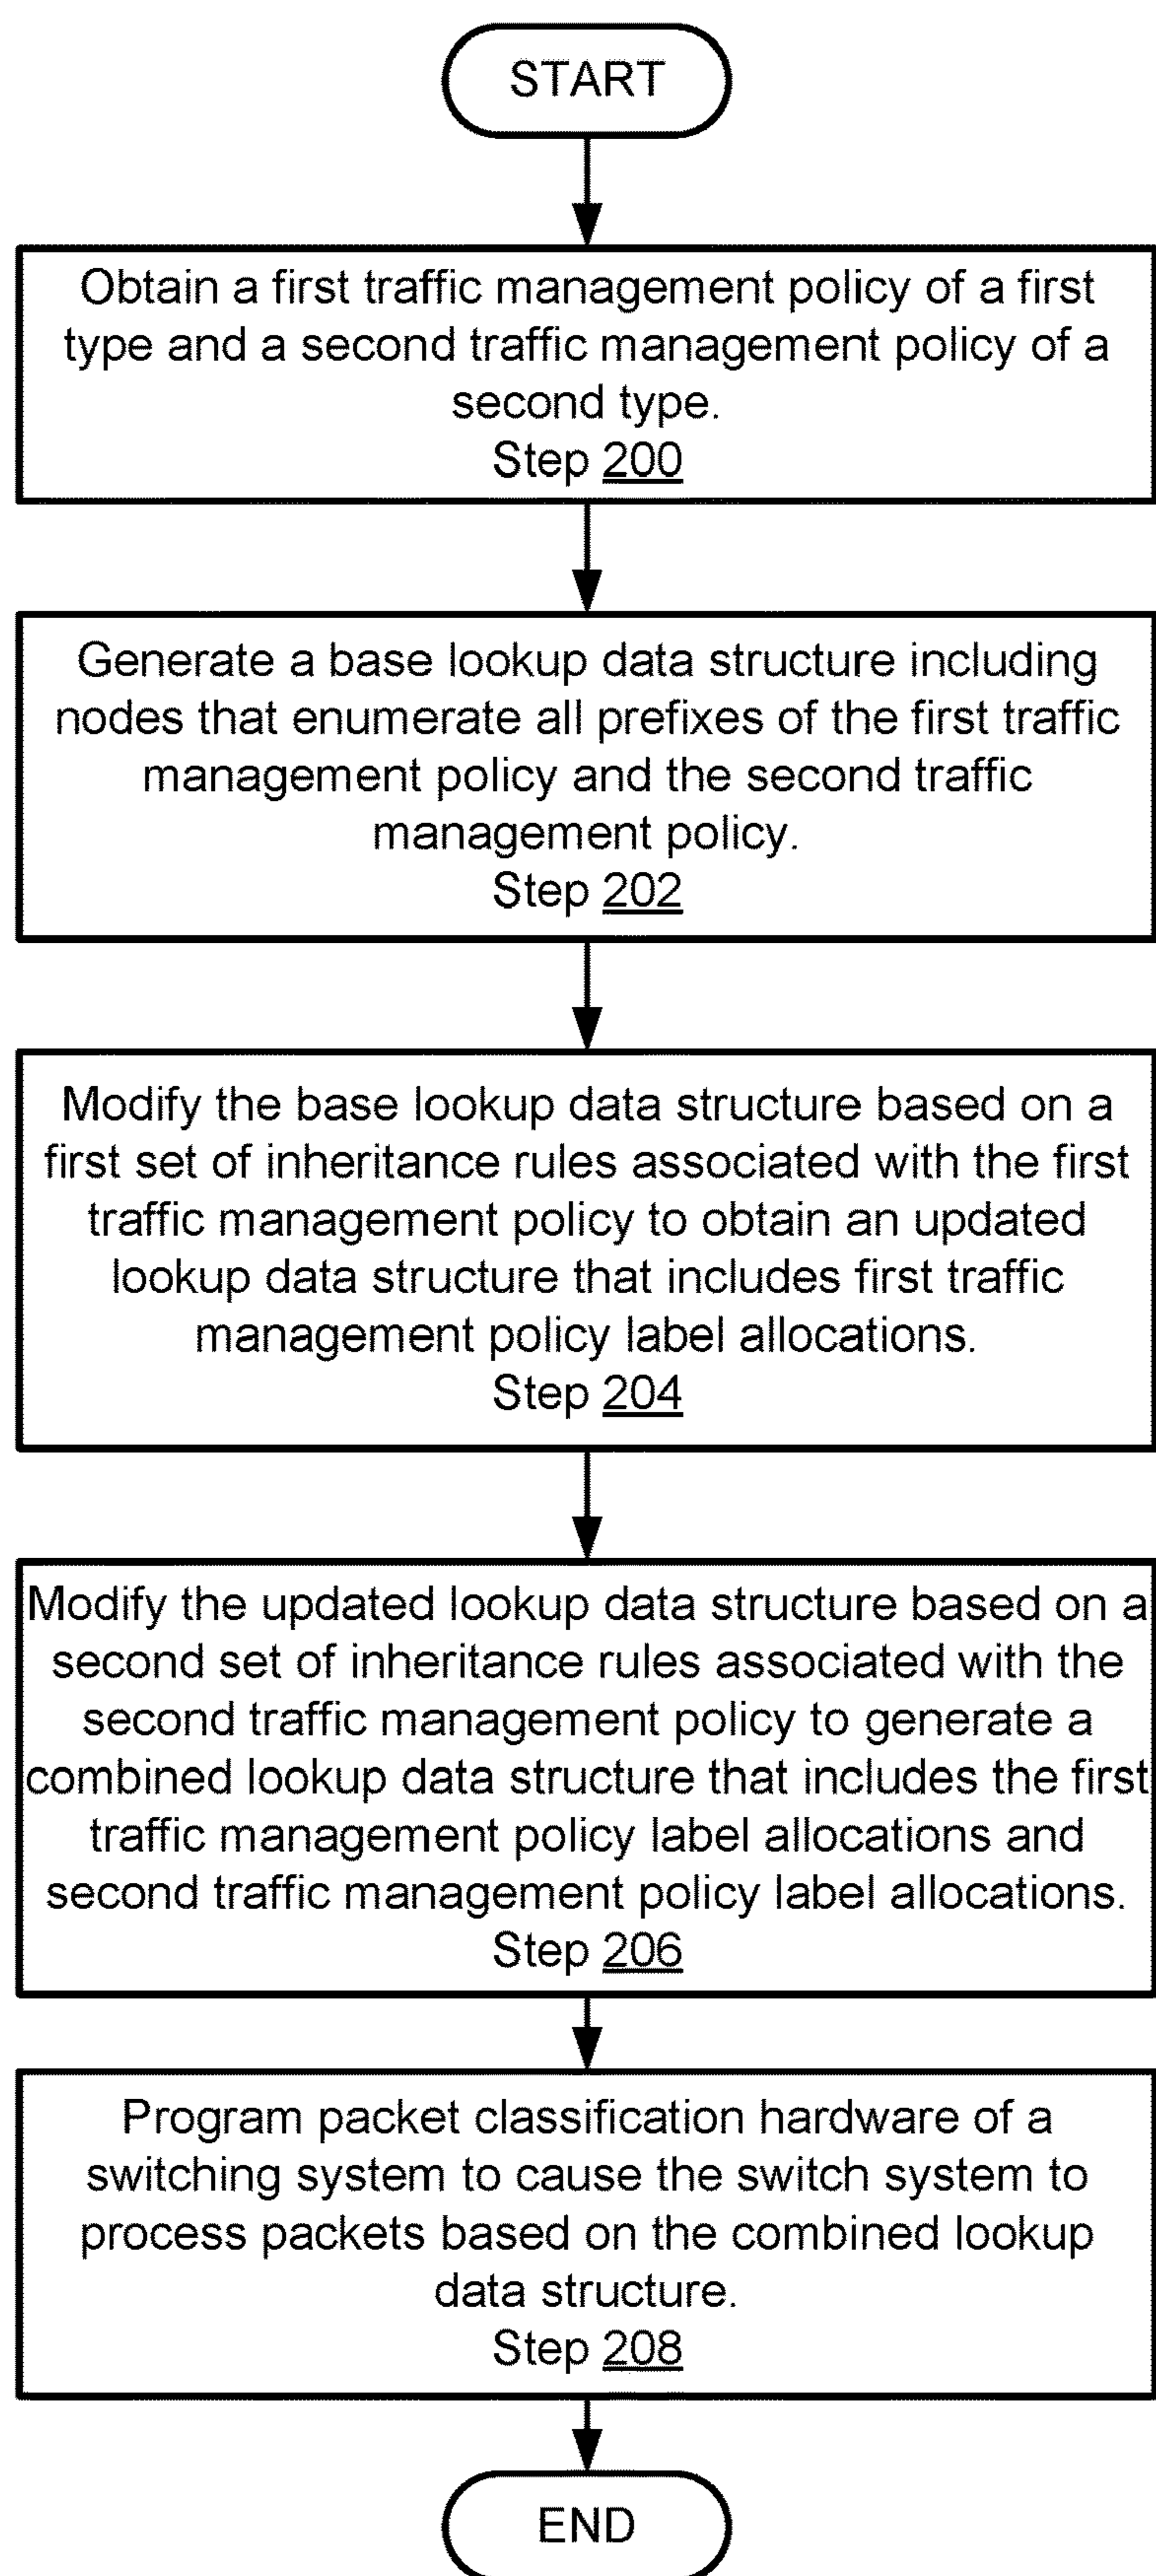 START
Obtain a first traffic management policy of a first
type and a second traffic management policy of a
second type.
Step 200
Generate a base lookup data structure including
nodes that enumerate all prefixes of the first traffic
management policy and the second traffic
management policy.
Step 202
Modify the base lookup data structure based on a
first set of inheritance rules associated with the first
traffic management policy to obtain an updated
lookup data structure that includes first traffic
management policy label allocations.
Step 204
Modify the updated lookup data structure based on a
second set of inheritance rules associated with the
second traffic management policy to generate a
combined lookup data structure that includes the first
traffic management policy label allocations and
second traffic management policy label allocations.
Step 206
Program packet classification hardware of a
switching system to cause the switch system to
process packets based on the combined lookup
data structure.
Step 208
END